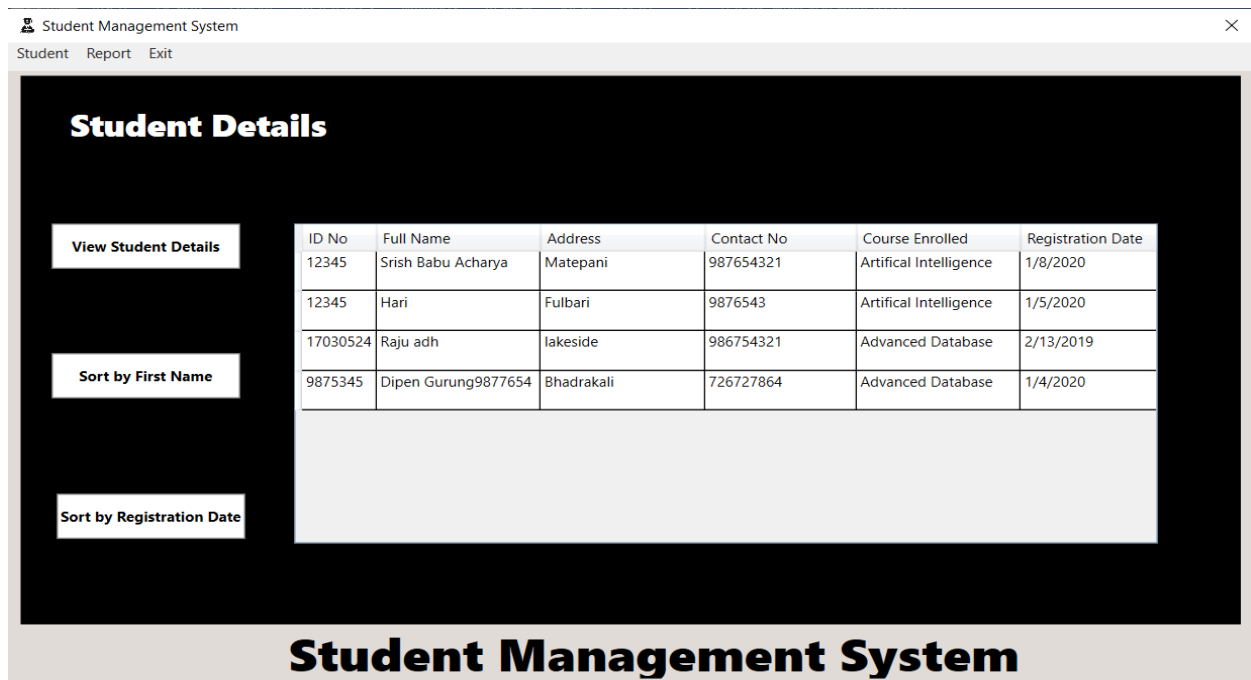 Student Management System
Student Report Exit
Student Details
View Student Details
Sort by First Name
Sort by Registration Date
ID No Full Name Address Contact No Course Enrolled Registration Date
12345 Srish Babu Acharya Matepani 987654321 Artifical Intelligence 1/8/2020
12345 Hari Fulbari 9876543 Artifical Intelligence 1/5/2020
17030524 Raju adh lakeside 986754321 Advanced Database 2/13/2019
9875345 Dipen Gurung9877654 Bhadrakali 726727864 Advanced Database 1/4/2020
Student Management System